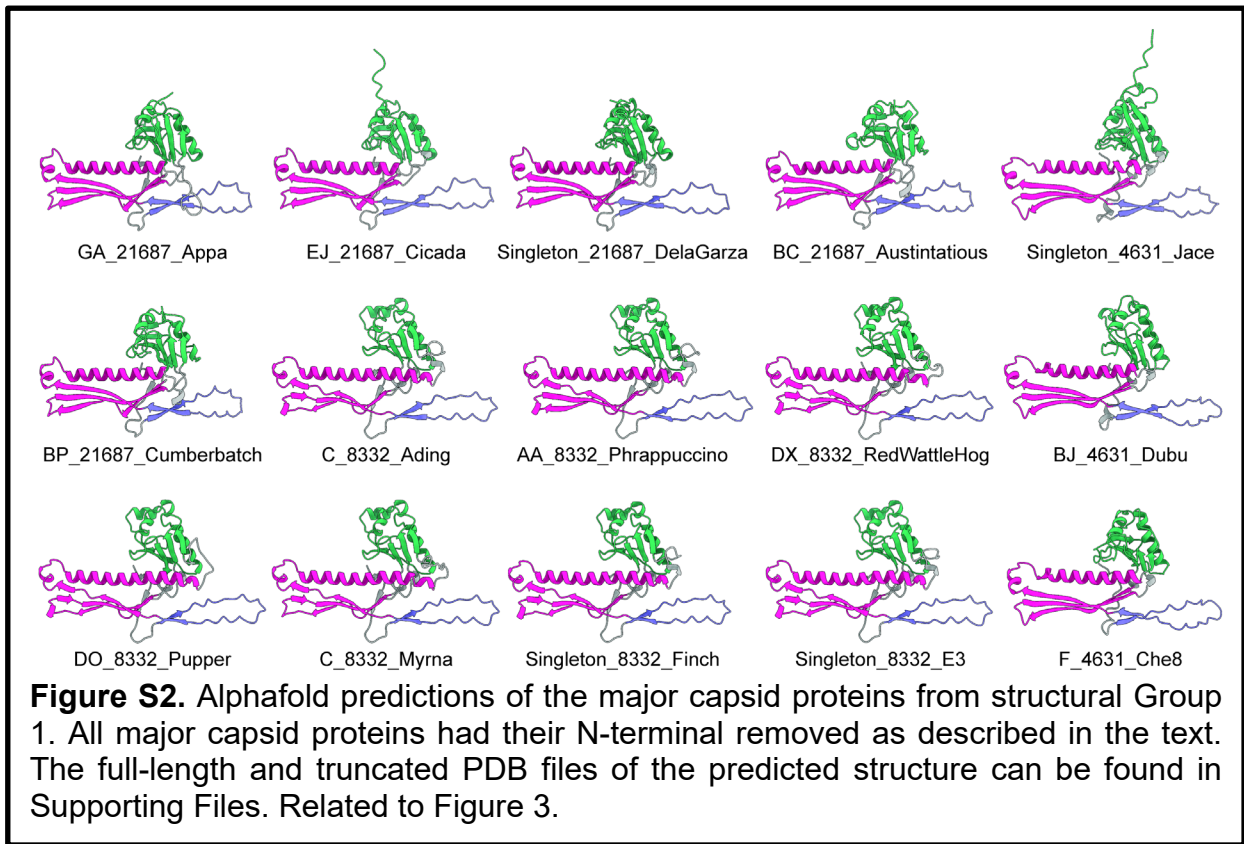 GA_21687_Appa EJ_21687_Cicada Singleton_21687_DelaGarza BC_21687_Austintatious Singleton_4631_Jace
BP_21687_Cumberbatch C_8332_Ading AA_8332_Phrappuccino DX_8332_RedWattleHog BJ_4631_Dubu
DO_8332_Pupper C_8332_Myrna Singleton_8332_Finch Singleton_8332_E3 F_4631_Che8
Figure S2. Alphafold predictions of the major capsid proteins from structural Group
1. All major capsid proteins had their N-terminal removed as described in the text.
The full-length and truncated PDB files of the predicted structure can be found in
Supporting Files. Related to Figure 3.